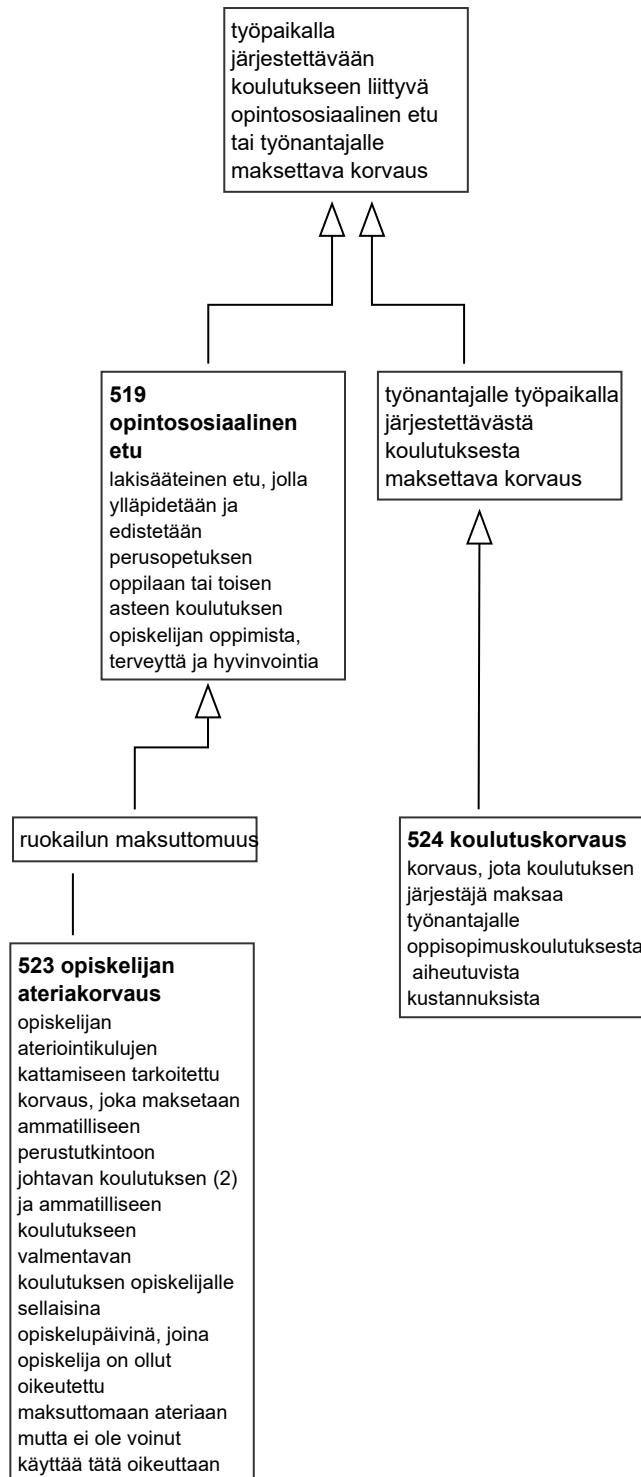 työpaikalla
järjestettävään
koulutukseen liittyvä
opintososiaalinen etu
tai työnantajalle
maksettava korvaus
519
opintososiaalinen
etu
lakisääteinen etu, jolla
ylläpidetään ja
edistetään
perusopetuksen
oppilaan tai toisen
asteen koulutuksen
opiskelijan oppimista,
terveyttä ja hyvinvointia
työnantajalle työpaikalla
järjestettävästä
koulutuksesta
maksettava korvaus
ruokailun maksuttomuus
524 koulutuskorvaus
korvaus, jota koulutuksen
järjestäjä maksaa
työnantajalle
oppisopimuskoulutuksesta
aiheutuvista
kustannuksista
523 opiskelijan
ateriakorvaus
opiskelijan
ateriointikulujen
kattamiseen tarkoitettu
korvaus, joka maksetaan
ammatilliseen
perustutkintoon
johtavan koulutuksen (2)
ja ammatilliseen
koulutukseen
valmentavan
koulutuksen opiskelijalle
sellaisina
opiskelupäivinä, joina
opiskelija on ollut
oikeutettu
maksuttomaan ateriaan
mutta ei ole voinut
käyttää tätä oikeuttaan